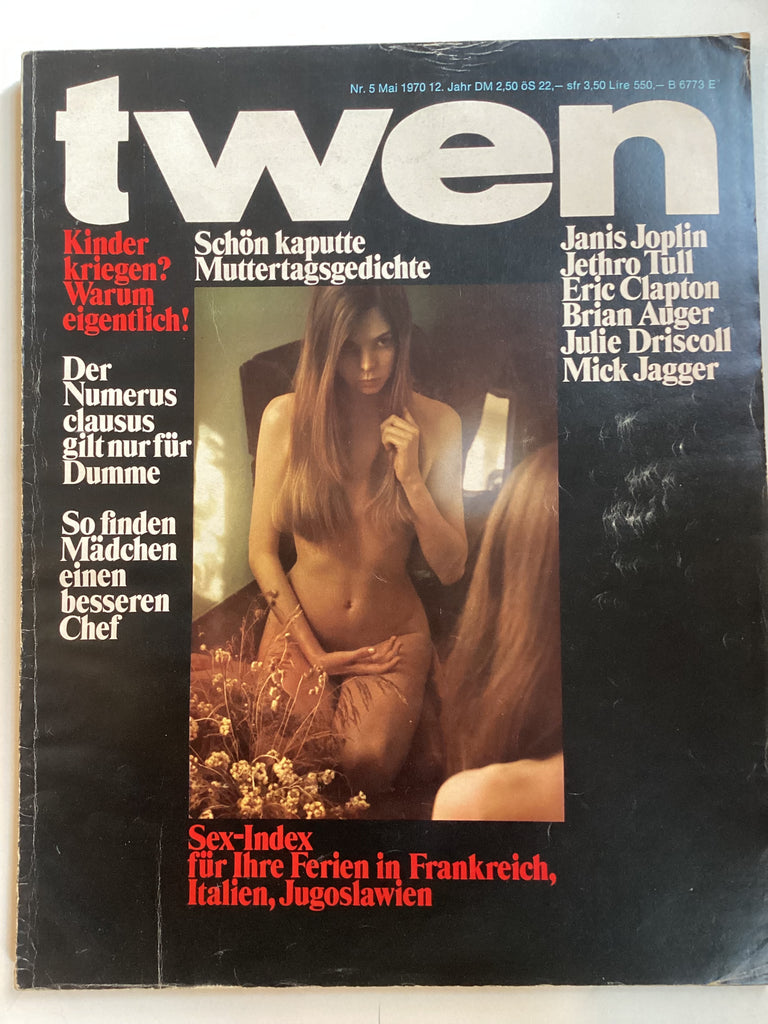 Nr. 5 Mai 1970 12. Jahr DM 2,50 öS 22,— sfr 3,50 Lire 550,— B 6773 E
twen
Kinder
kriegen?
Warum
eigentlich!
Der
Numerus
clausus
gilt nur für
Dumme
So finden
Mädchen
einen
besseren
Chef
Schön kaputte
Muttertagsgedichte
Janis Joplin
Jethro Tull
Eric Clapton
Brian Auger
Julie Driscoll
Mick Jagger
Sex-Index
für Ihre Ferien in Frankreich,
Italien, Jugoslawien